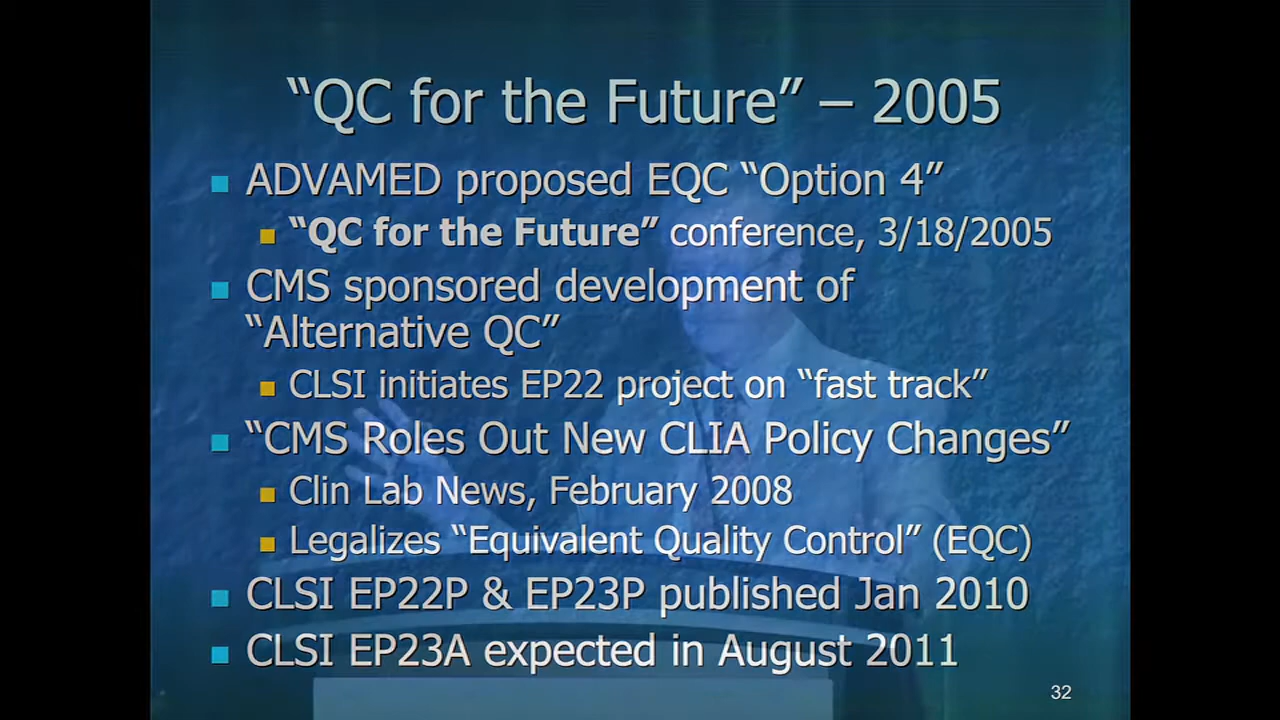 “QC for the Future” – 2005
ADVAMED proposed EQC “Option 4”
“QC for the Future” conference, 3/18/2005
CMS sponsored development of
“Alternative QC”
CLSI initiates EP22 project on “fast track”
“CMS Roles Out New CLIA Policy Changes”
Clin Lab News, February 2008
Legalizes “Equivalent Quality Control” (EQC)
CLSI EP22P & EP23P published Jan 2010
CLSI EP23A expected in August 2011
32